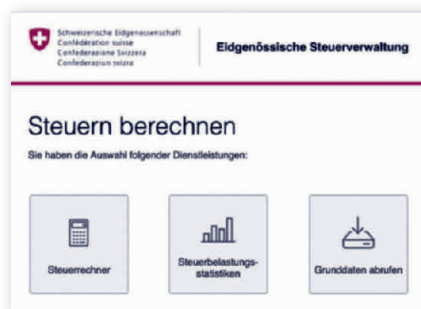 Schweizerische Eidgenossenschaft
Confédération suisse
Confederazione Svizzera
Confederaziun svizra
Eidgenössische Steuerverwaltung
Steuern berechnen
Sie haben die Auswahl folgender Dienstleistungen:
Steuerrechner
Steuerbelastungs-
statistiken
Grunddaten abrufen